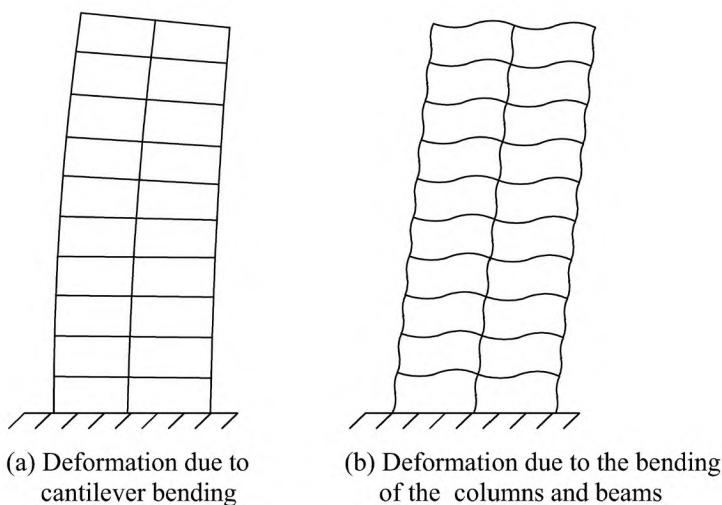 (a) Deformation due to
cantilever bending
(b) Deformation due to the bending
of the columns and beams